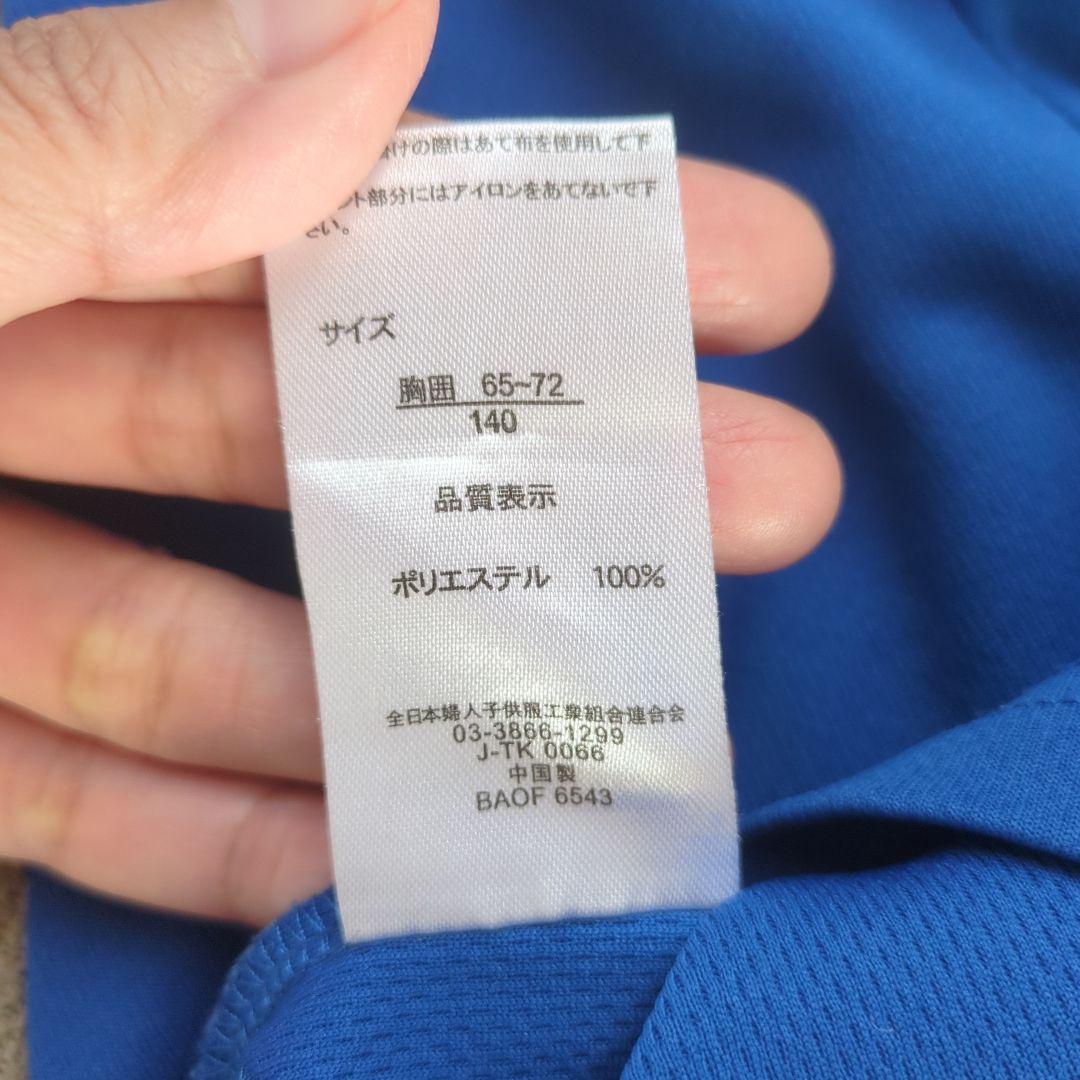 けの際はあて布を使用して下
ント部分にはアイロンをあてないで下
さい。
サイズ
胸囲 65~72
140
品質表示
ポリエステル 100%
全日本婦人子供服工業組合連合会
03-3866-1299
J-TK 0066
中国製
BAOF 6543